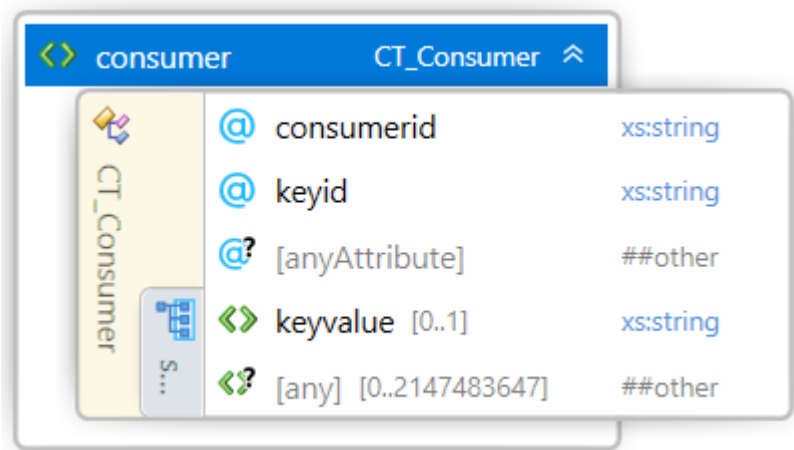 consumer CT_Consumer
CT_Consumer
@ consumerid xs:string
@ keyid xs:string
@? [anyAttribute] ##other
keyvalue [0..1] xs:string
S...
? [any] [0..2147483647] ##other